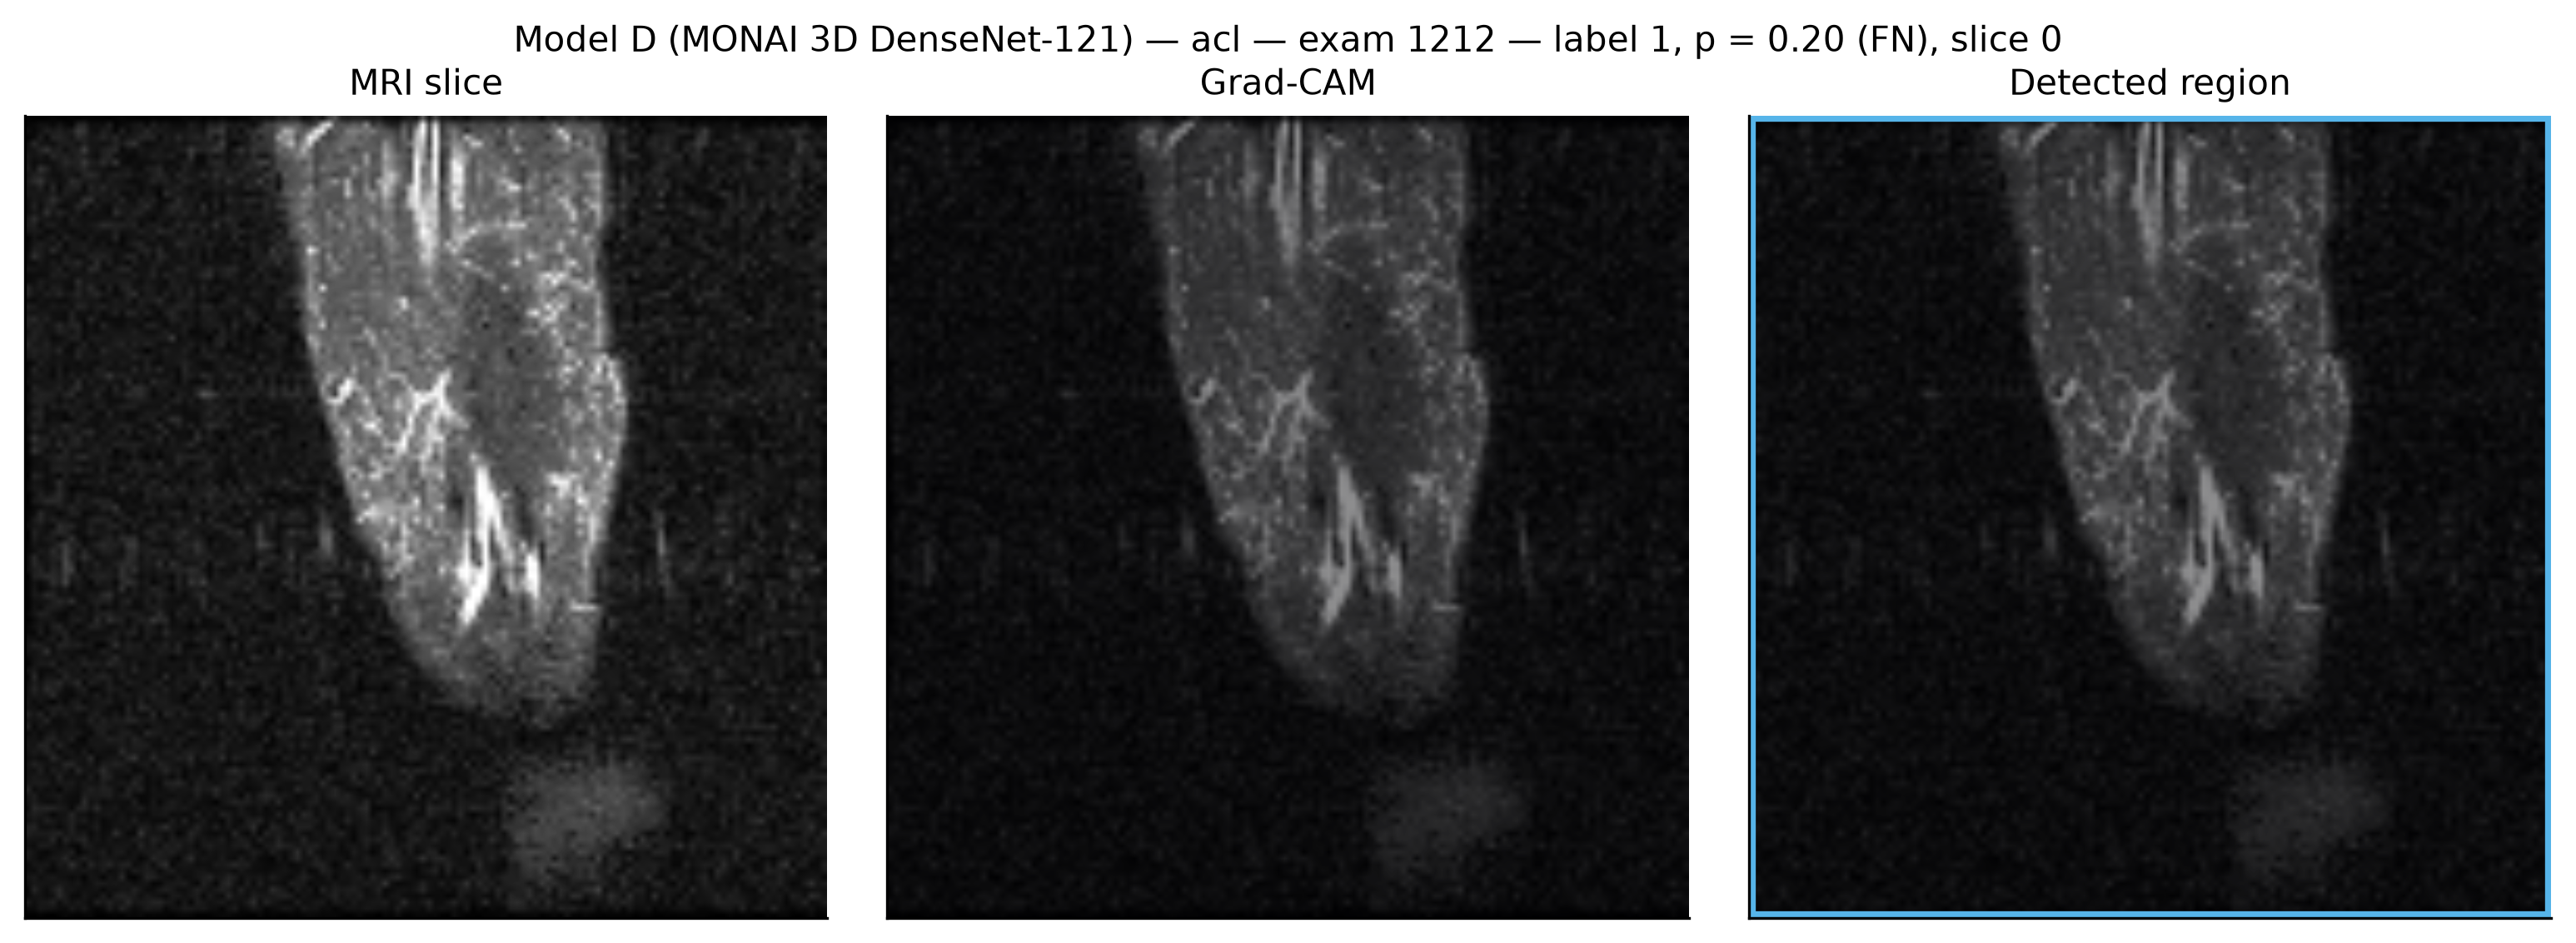 Model D (MONAI 3D DenseNet-121) — acl — exam 1212 — label 1, p = 0.20 (FN), slice 0
MRI slice
Grad-CAM
Detected region